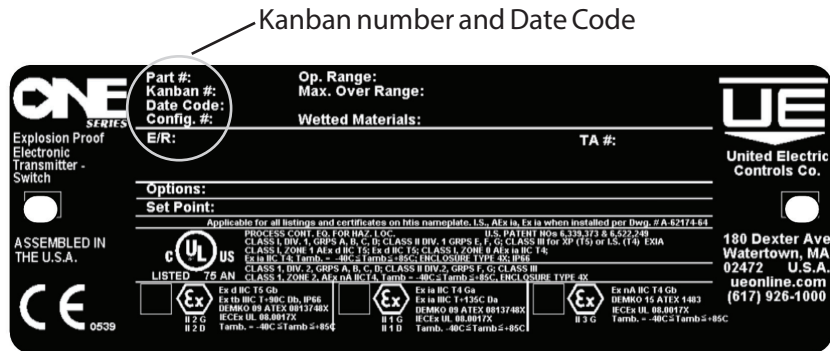 Kanban number and Date Code
ONE
SERIES
Explosion Proof
Electronic
Transmitter -
Switch
ASSEMBLED IN
THE U.S.A.
CE 0539
Part #:
Kanban #:
Date Code:
Config. #:
Op. Range:
Max. Over Range:
Wetted Materials:
E/R:
TA #:
Options:
Set Point:
Applicable for all listings and certificates on htis nameplate. I.S., AEx ia, Ex ia when installed per Dwg. # A-62174-64
c UL US
LISTED 75 AN
PROCESS CONT. EQ. FOR HAZ. LOC. U.S. PATENT NOs 6,339,373 & 6,522,249
CLASS I, DIV. 1, GRPS A, B, C, D; CLASS II DIV. 1 GRPS E, F, G; CLASS III for XP (T5) or I.S. (T4) EXIA
CLASS I, ZONE 1 AEx d IIC T5; Ex d IIC T5; CLASS I, ZONE 0 AEx ia IIC T4;
Ex ia IIC T4; Tamb. = -40C≤Tamb≤+85C; ENCLOSURE TYPE 4X; IP66
CLASS I, DIV. 2, GRPS A, B, C, D; CLASS II DIV.2, GRPS F, G; CLASS III
CLASS 1, ZONE 2, AEx nA IICT4, Tamb = -40C≤Tamb≤+85C, ENCLOSURE TYPE 4X
Ex
II 2 G
II 2 D
Ex d IIC T5 Gb
Ex tb IIIC T+90C Db, IP66
DEMKO 09 ATEX 0813748X
IECEx UL 08.0017X
Tamb. = -40C≤Tamb≤+85C
Ex
II 1 G
II 1 D
Ex ia IIC T4 Ga
Ex ia IIIC T+135C Da
DEMKO 09 ATEX 0813748X
IECEx UL 08.0017X
Tamb. = -40C≤Tamb≤+85C
Ex
II 3 G
Ex nA IIC T4 Gb
DEMKO 15 ATEX 1483
IECEx UL 08.0017X
Tamb. = -40C≤Tamb≤+85C
UE
United Electric
Controls Co.
180 Dexter Ave
Watertown, MA
02472 U.S.A.
ueonline.com
(617) 926-1000